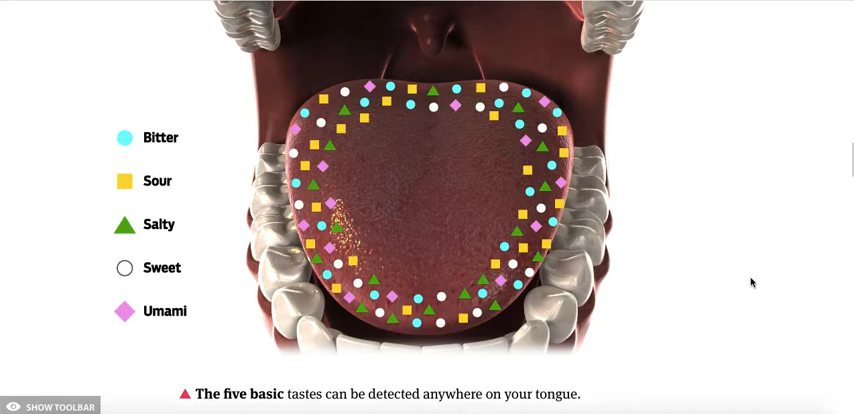 Bitter
Sour
Salty
Sweet
Umami
The five basic tastes can be detected anywhere on your tongue.
SHOW TOOLBAR